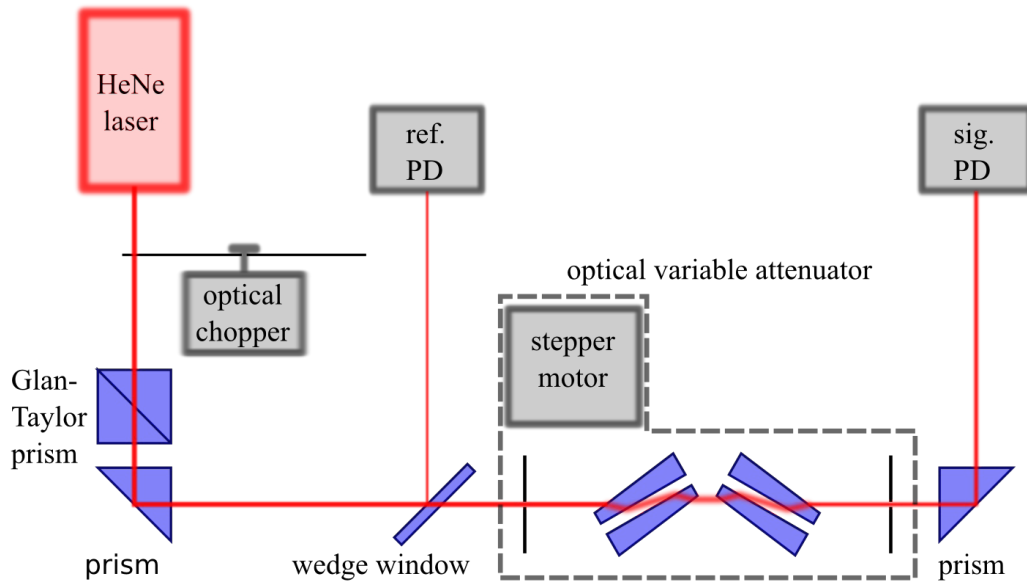 HeNe
laser
ref.
PD
sig.
PD
optical variable attenuator
optical
chopper
stepper
motor
Glan-
Taylor
prism
prism
wedge window
prism